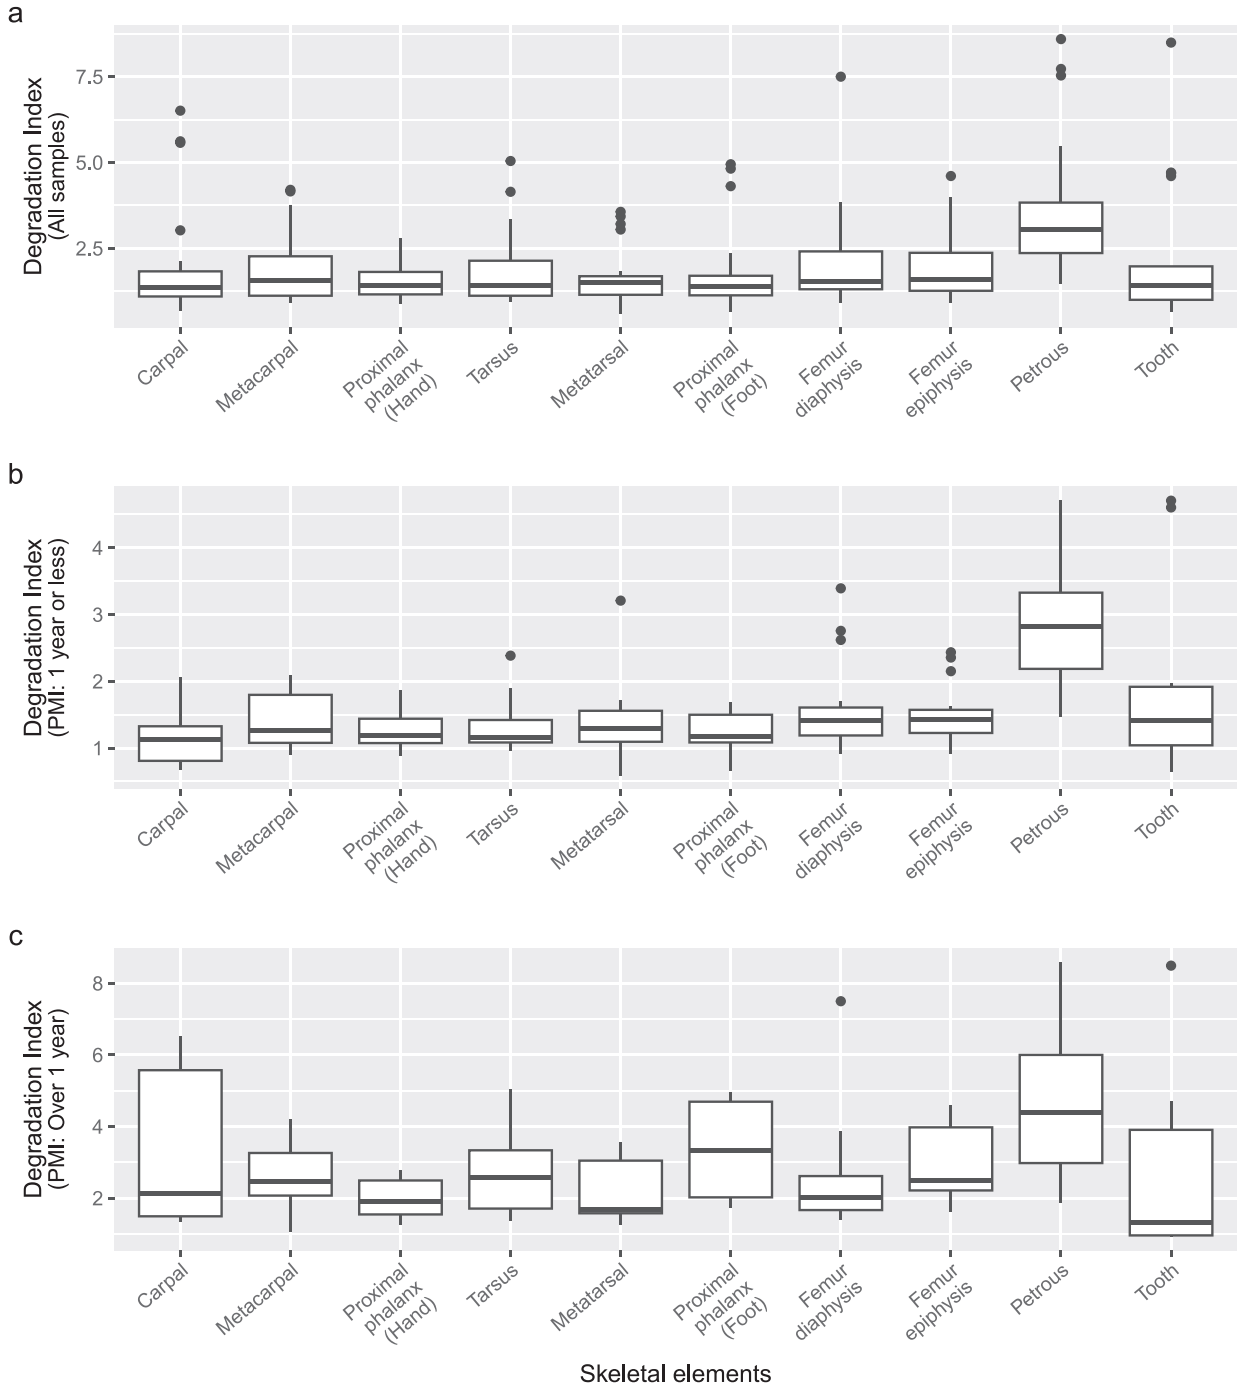 a
Degradation Index
(All samples)
7.5
5.0
2.5
Carpal
Metacarpal
Proximal
phalanx
(Hand)
Tarsus
Metatarsal
Proximal
phalanx
(Foot)
Femur
diaphysis
Femur
epiphysis
Petrous
Tooth
b
Degradation Index
(PMI: 1 year or less)
4
3
2
1
Carpal
Metacarpal
Proximal
phalanx
(Hand)
Tarsus
Metatarsal
Proximal
phalanx
(Foot)
Femur
diaphysis
Femur
epiphysis
Petrous
Tooth
c
Degradation Index
(PMI: Over 1 year)
8
6
4
2
Carpal
Metacarpal
Proximal
phalanx
(Hand)
Tarsus
Metatarsal
Proximal
phalanx
(Foot)
Femur
diaphysis
Femur
epiphysis
Petrous
Tooth
Skeletal elements